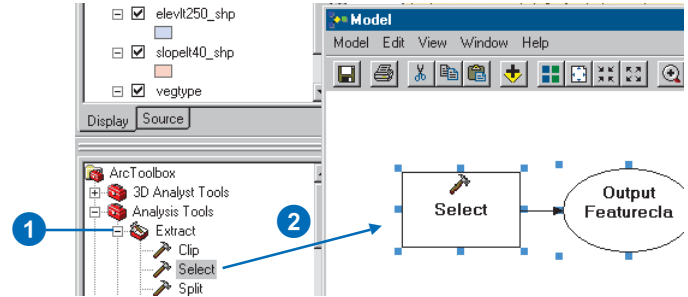 elevlt250_shp
slopelt40_shp
vegtype
Display Source
ArcToolbox
3D Analyst Tools
Analysis Tools
1
Extract
Clip
Select
Split
2
Model
Model Edit View Window Help
Select
Output
Featurecla